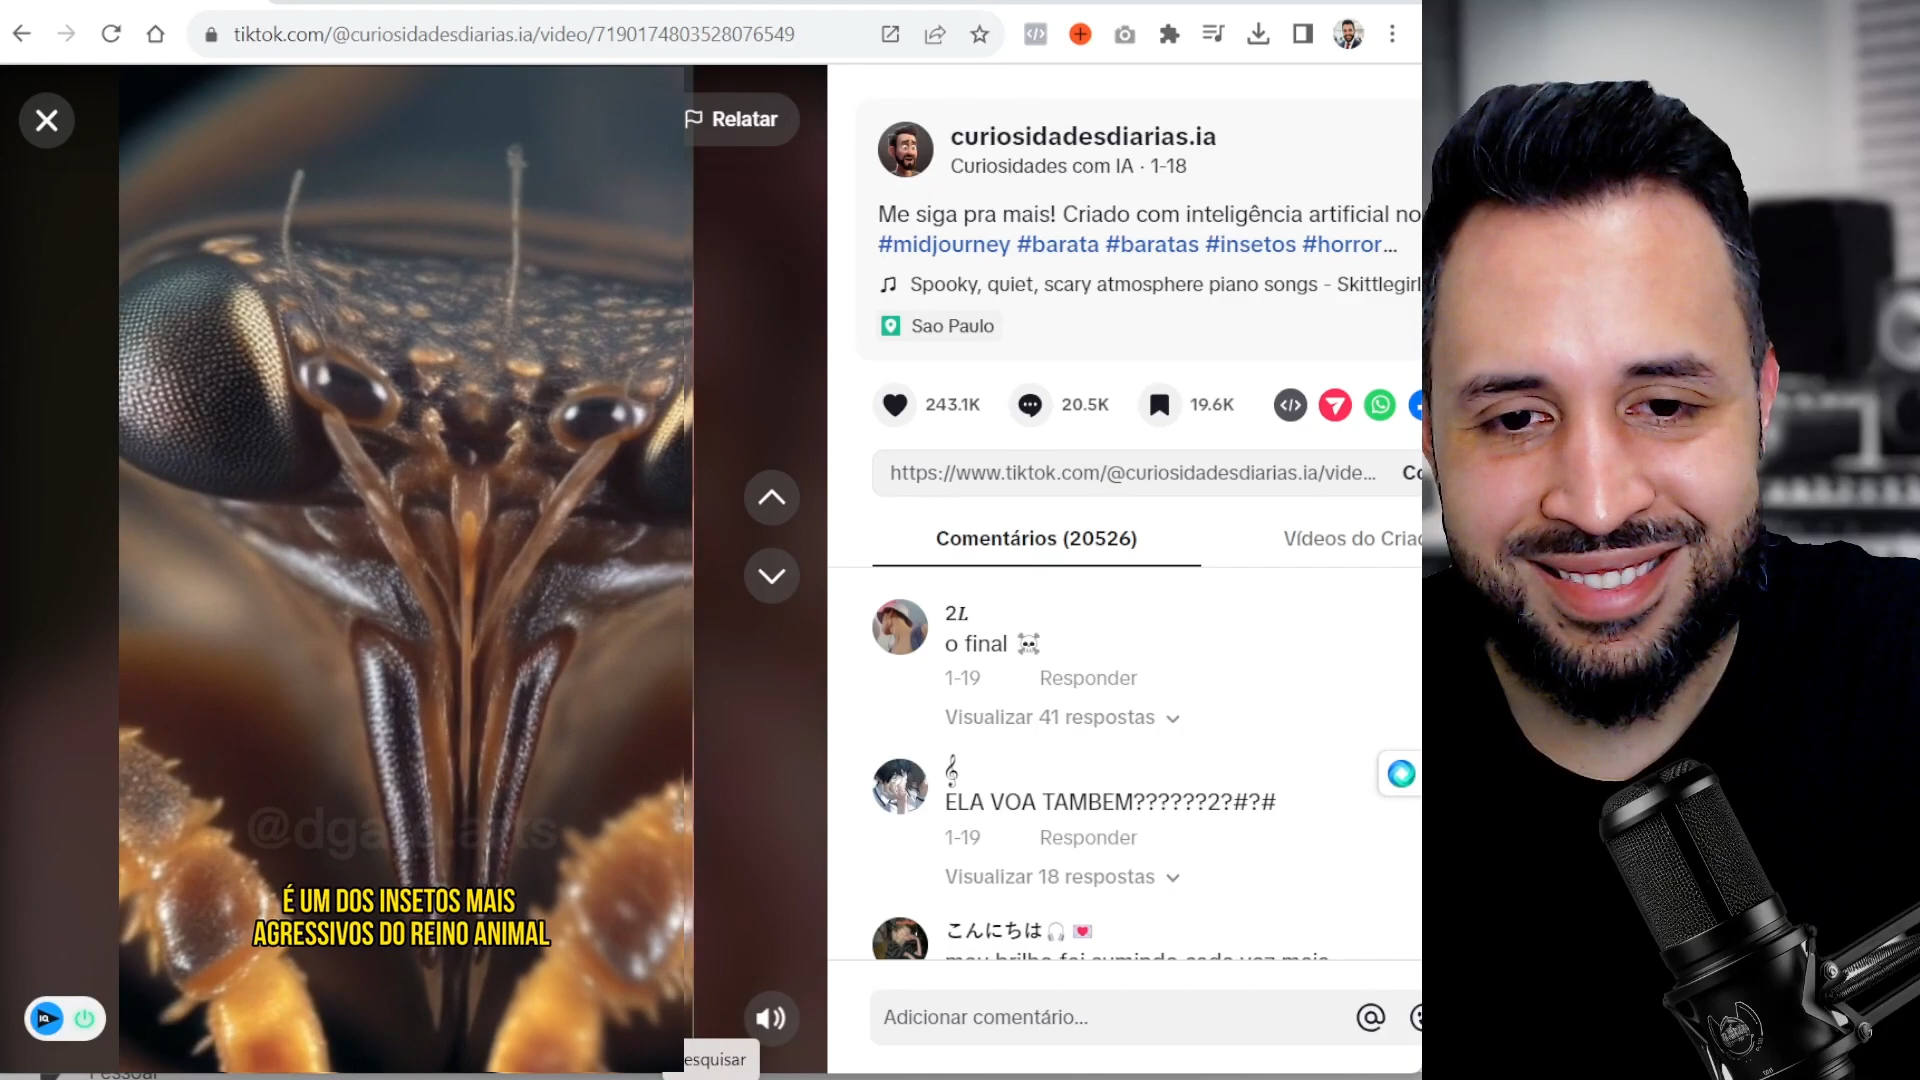 tiktok.com/@curiosidadesdiarias.ia/video/7190174803528076549
Relatar
É UM DOS INSETOS MAIS
AGRESSIVOS DO REINO ANIMAL
esquisar
curiosidadesdiarias.ia
Curiosidades com IA · 1-18
Me siga pra mais! Criado com inteligência artificial no
#midjourney #barata #baratas #insetos #horror...
Spooky, quiet, scary atmosphere piano songs - Skittlegirl
Sao Paulo
243.1K
20.5K
19.6K
https://www.tiktok.com/@curiosidadesdiarias.ia/vide...
Co
Comentários (20526)
Vídeos do Criad
2L
o final ☠️
1-19 Responder
Visualizar 41 respostas
𝄞
ELA VOA TAMBEM??????2?#?#
1-19 Responder
Visualizar 18 respostas
こんにちは🎧 💌
Adicionar comentário...